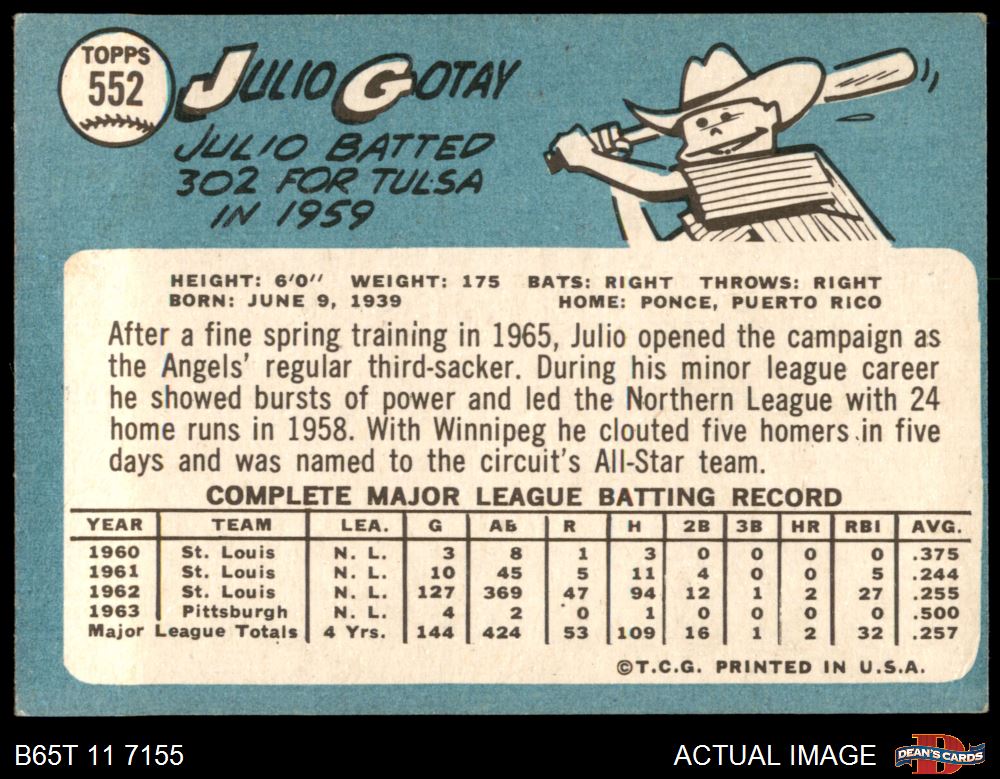 TOPPS
552
JULIO GOTAY
JULIO BATTED
302 FOR TULSA
IN 1959
HEIGHT: 6'0" WEIGHT: 175 BATS: RIGHT THROWS: RIGHT
BORN: JUNE 9, 1939 HOME: PONCE, PUERTO RICO
After a fine spring training in 1965, Julio opened the campaign as
the Angels' regular third-sacker. During his minor league career
he showed bursts of power and led the Northern League with 24
home runs in 1958. With Winnipeg he clouted five homers in five
days and was named to the circuit's All-Star team.
COMPLETE MAJOR LEAGUE BATTING RECORD
YEAR TEAM LEA. G AB R H 2B 3B HR RBI AVG.
1960 St. Louis N. L. 3 8 1 3 0 0 0 0 .375
1961 St. Louis N. L. 10 45 5 11 4 0 0 5 .244
1962 St. Louis N. L. 127 369 47 94 12 1 2 27 .255
1963 Pittsburgh N. L. 4 2 0 1 0 0 0 0 .500
Major League Totals 4 Yrs. 144 424 53 109 16 1 2 32 .257
©T.C.G. PRINTED IN U.S.A.
B65T 11 7155 ACTUAL IMAGE
D
DEAN'S CARDS